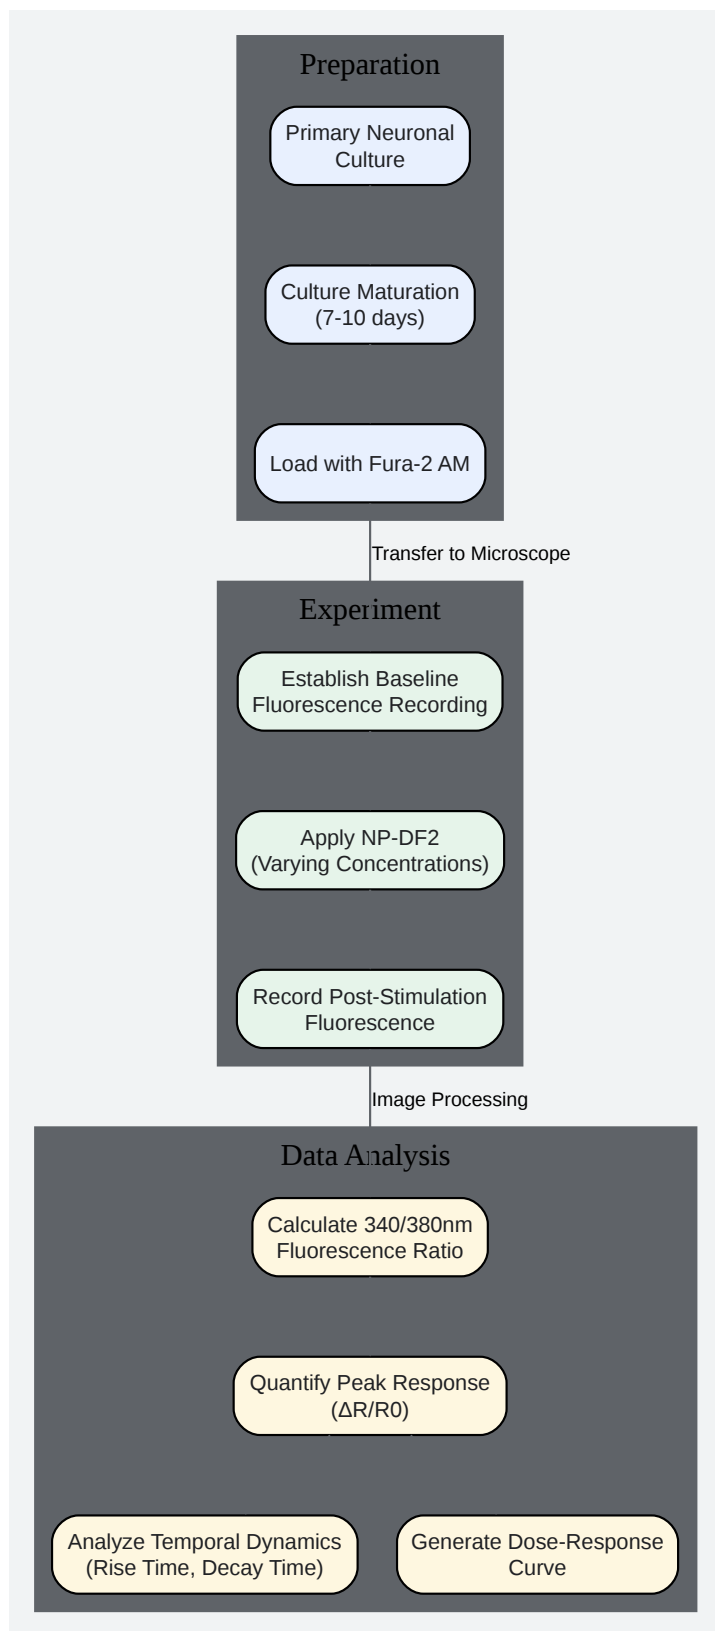 Preparation
Primary Neuronal
Culture
Culture Maturation
(7-10 days)
Load with Fura-2 AM
Transfer to Microscope
Experiment
Establish Baseline
Fluorescence Recording
Apply NP-DF2
(Varying Concentrations)
Record Post-Stimulation
Fluorescence
Image Processing
Data Analysis
Calculate 340/380nm
Fluorescence Ratio
Quantify Peak Response
(ΔR/R0)
Analyze Temporal Dynamics
(Rise Time, Decay Time)
Generate Dose-Response
Curve